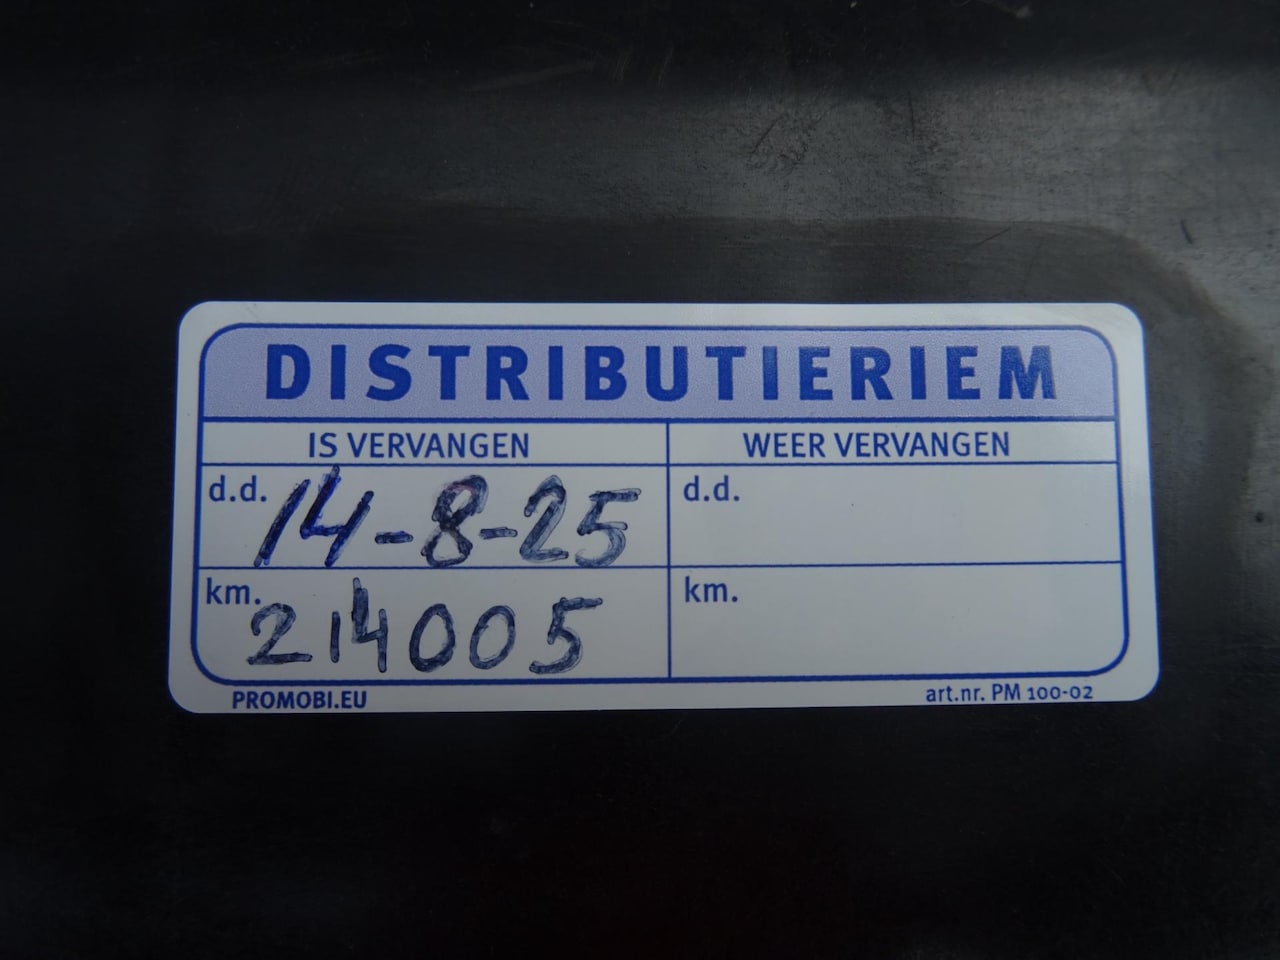 DISTRIBUTIERIEM
IS VERVANGEN WEER VERVANGEN
d.d. 14-8-25 d.d.
km. 214005 km.
PROMOBI.EU art.nr. PM 100-02